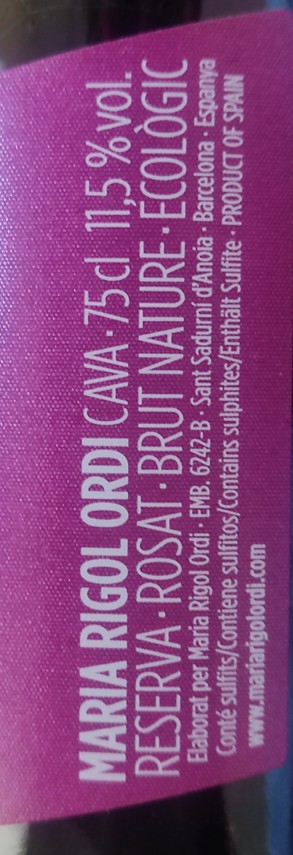 MARIA RIGOL ORDI CAVA · 75 cl 11,5 % vol.
RESERVA · ROSAT · BRUT NATURE · ECOLÒGIC
Elaborat per Maria Rigol Ordi · EMB. 6242-B · Sant Sadurní d'Anoia · Barcelona · Espanya
Conté sulfits/Contiene sulfitos/Contains sulphites/Enthält Sulfite · PRODUCT OF SPAIN
www.mariarigolordi.com